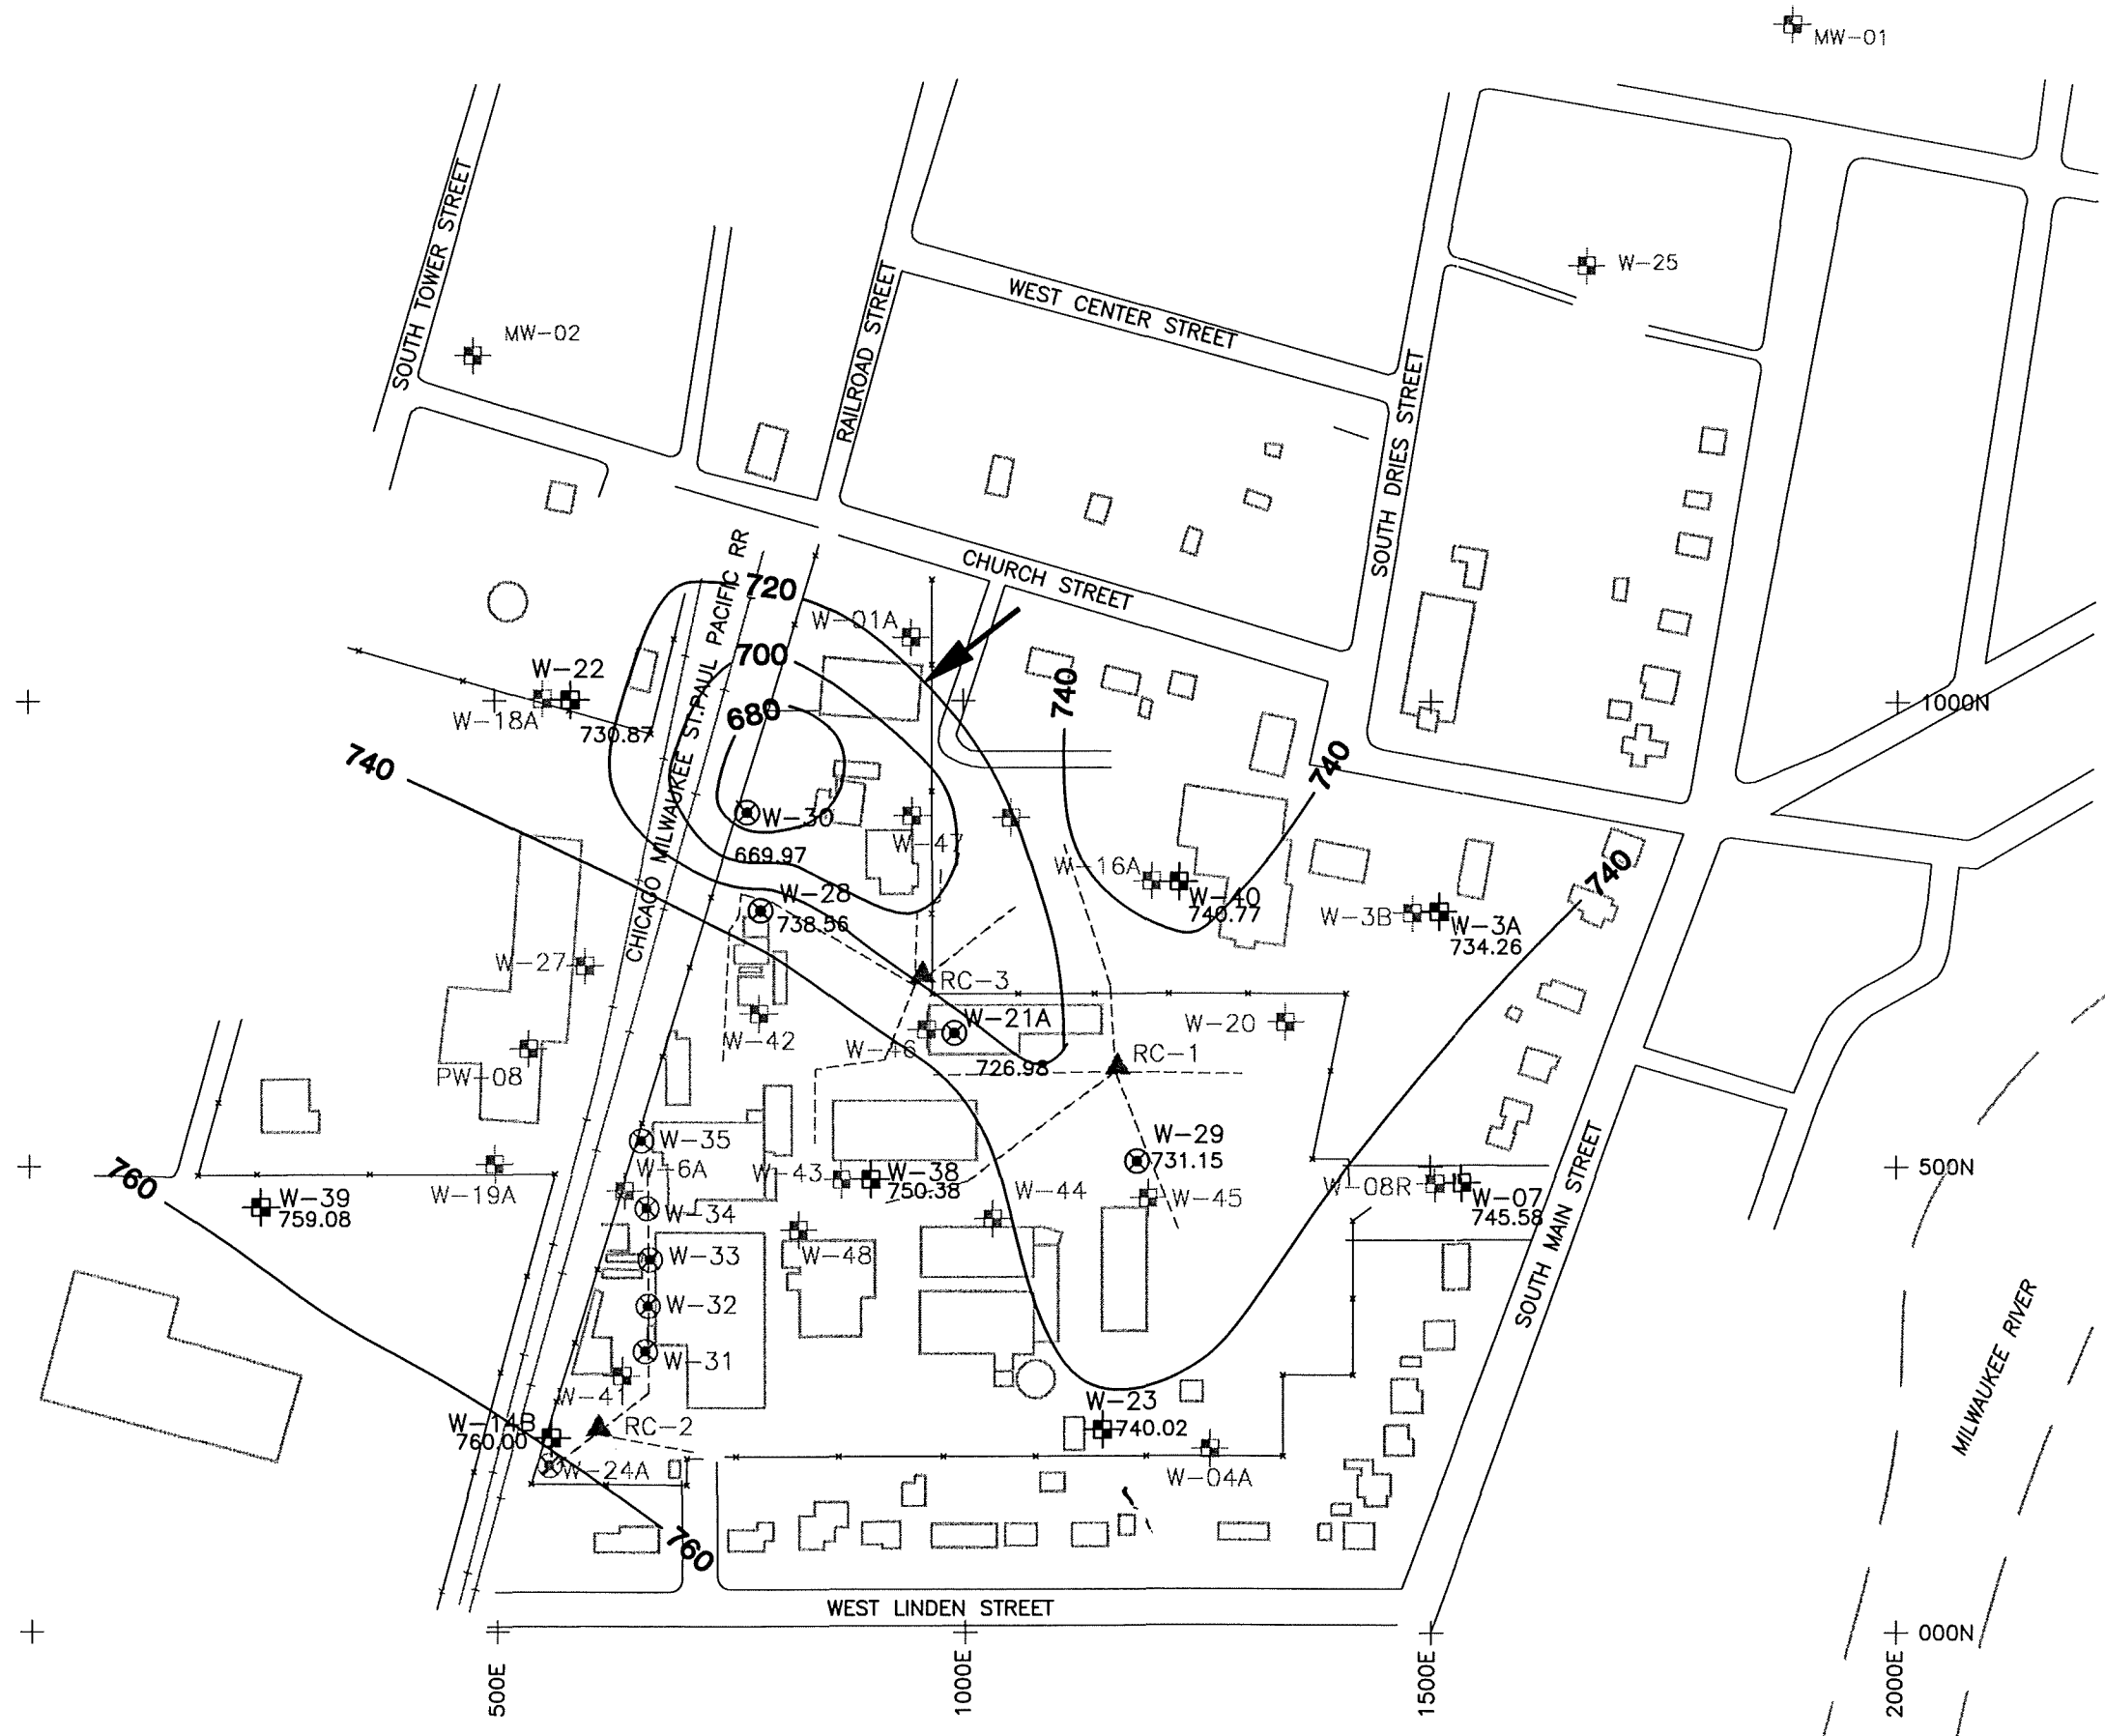 MW-01
W-25
SOUTH TOWER STREET
MW-02
RAILROAD STREET
WEST CENTER STREET
SOUTH DRIES STREET
CHICAGO MILWAUKEE ST.PAUL PACIFIC RR
CHURCH STREET
720
W-01A
700
680
W-22
W-18A
730.87
740
740
740
1000N
W-30
669.97
W-47
W-28
738.56
W-16A
W-40
740.77
W-3B
W-3A
734.26
740
W-27
RC-3
W-42
W-21A
W-46
726.98
W-20
RC-1
PW-08
W-35
W-6A
W-43
W-38
750.38
W-29
731.15
500N
760
W-39
759.08
W-19A
W-34
W-44
W-45
W-08R
W-07
745.58
W-33
W-48
W-32
W-31
W-41
SOUTH MAIN STREET
MILWAUKEE RIVER
W-14B
760.00
RC-2
W-23
740.02
W-24A
W-04A
760
WEST LINDEN STREET
000N
500E
1000E
1500E
2000E